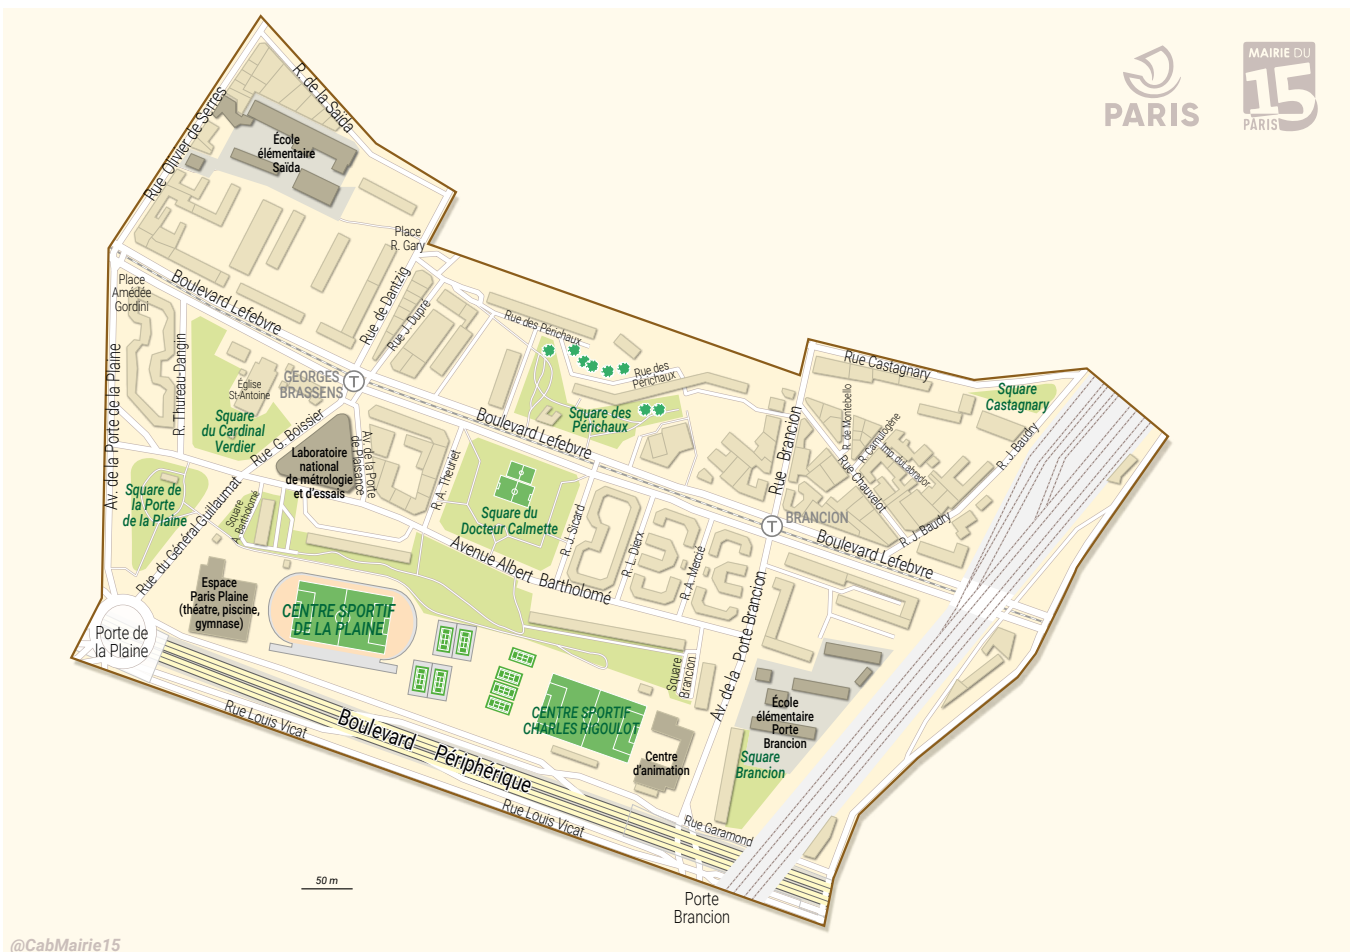 PARIS
MAIRIE DU
15
PARIS
R. de la Saïda
Rue Olivier de Serres
École
élémentaire
Saïda
Place
R. Gary
Place
Amédée
Gordini
Boulevard Lefebvre
Rue de Dantzig
Rue J. Dupré
Rue des Périchaux
Rue des
Périchaux
Av. de la Porte de la Plaine
R. Thureau-Dangin
Église
St-Antoine
GEORGES
BRASSENS
T
Square
du Cardinal
Verdier
Rue G. Boissier
Boulevard Lefebvre
Square des
Périchaux
Rue Castagnary
Square
Castagnary
Rue Brancion
R. de Montebello
R. Camulogène
Imp. du Labrador
Rue Chauvelot
R. J. Baudry
R. J. Baudry
Laboratoire
national
de métrologie
et d'essais
Av. de la Porte
de Plaisance
R. A. Theuriet
Square de
la Porte
de la Plaine
Rue du Général Guillaumat
Square
A. Bartholomé
Square du
Docteur Calmette
R. J. Sicard
R. L. Dierx
R. A. Mercié
T
BRANCION
Boulevard Lefebvre
Avenue Albert Bartholomé
Av. de la Porte Brancion
Espace
Paris Plaine
(théatre, piscine,
gymnase)
CENTRE SPORTIF
DE LA PLAINE
Porte de
la Plaine
Square
Brancion
École
élémentaire
Porte
Brancion
CENTRE SPORTIF
CHARLES RIGOULOT
Centre
d'animation
Square
Brancion
Rue Louis Vicat
Boulevard Périphérique
Rue Louis Vicat
Rue Garamond
Porte
Brancion
50 m
@CabMairie15